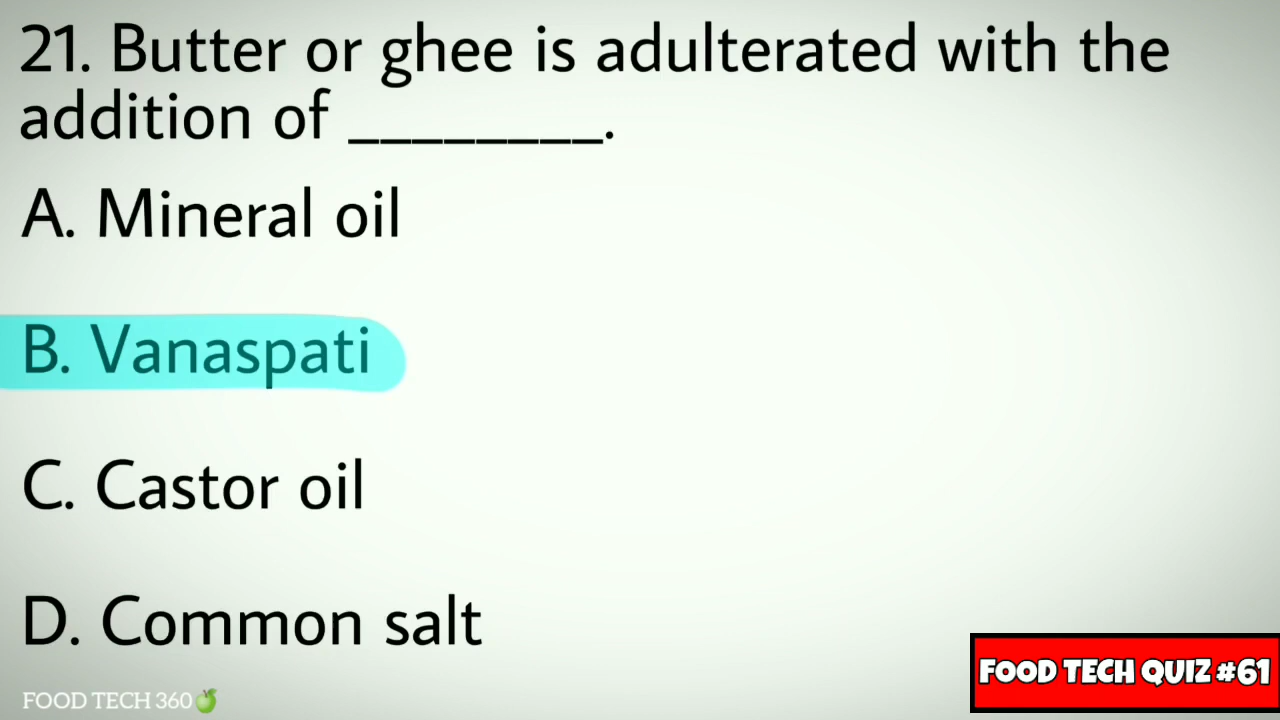 21. Butter or ghee is adulterated with the
addition of ________.
A. Mineral oil
B. Vanaspati
C. Castor oil
D. Common salt
FOOD TECH QUIZ #61
FOOD TECH 360